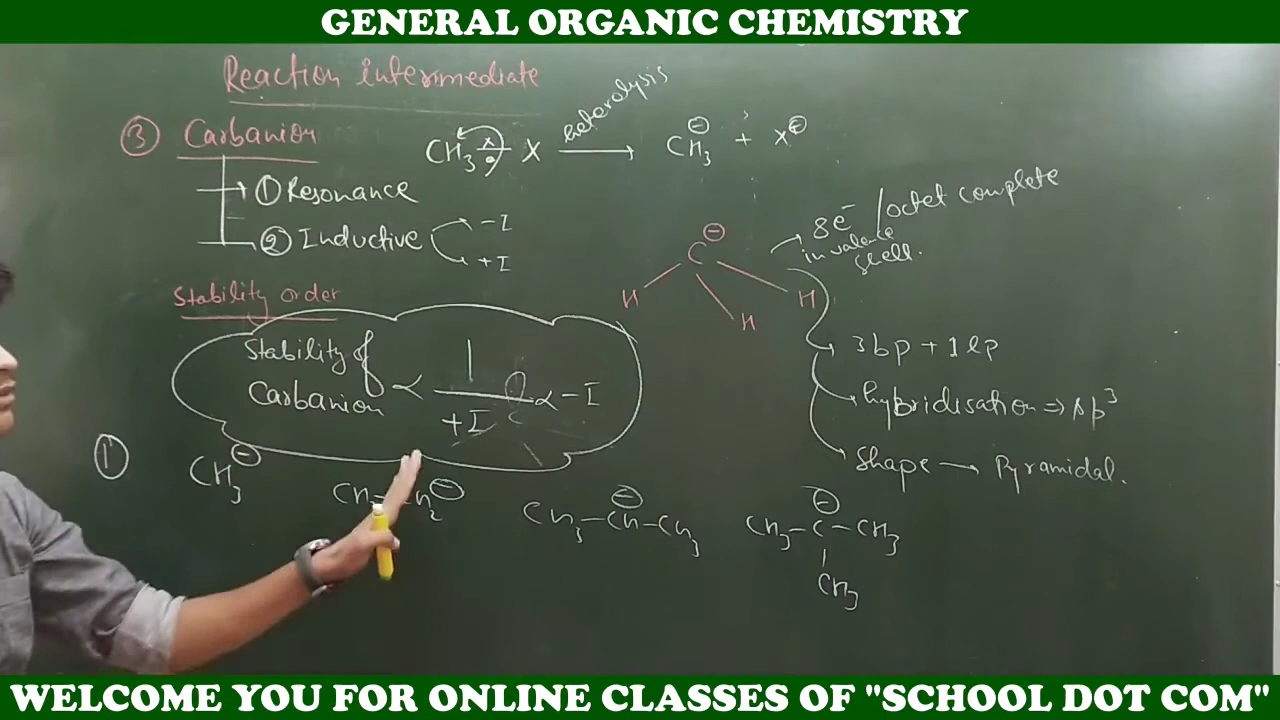 GENERAL ORGANIC CHEMISTRY
Reaction intermediate
③ Carbanion
CH₃ — X → CH₃⊖ + X⊕
heterolysis
① Resonance
② Inductive
-I
+I
C⊖
H
H
H
8e⁻ / octet complete
in valence
shell.
Stability order
Stability of
Carbanion ∝ 1 / +I ∝ -I
3bp + 1lp
hybridisation ⇒ sp³
Shape → Pyramidal.
① CH₃⊖
CH₃-CH₂⊖
CH₃-CH⊖-CH₃
CH₃-C⊖-CH₃
CH₃
WELCOME YOU FOR ONLINE CLASSES OF "SCHOOL DOT COM"